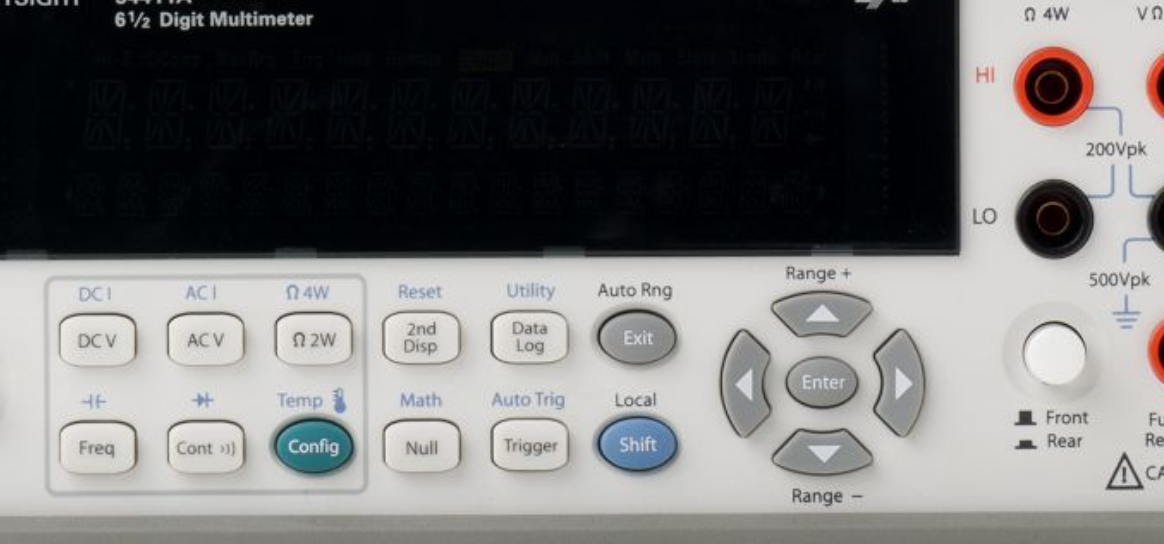 6½ Digit Multimeter
Ω 4W
HI
200Vpk
LO
500Vpk
Range +
DC I AC I Ω 4W Reset Utility Auto Rng
DC V AC V Ω 2W 2nd Disp Data Log Exit
Enter
Temp Math Auto Trig Local
Freq Cont Config Null Trigger Shift
Range –
Front
Rear